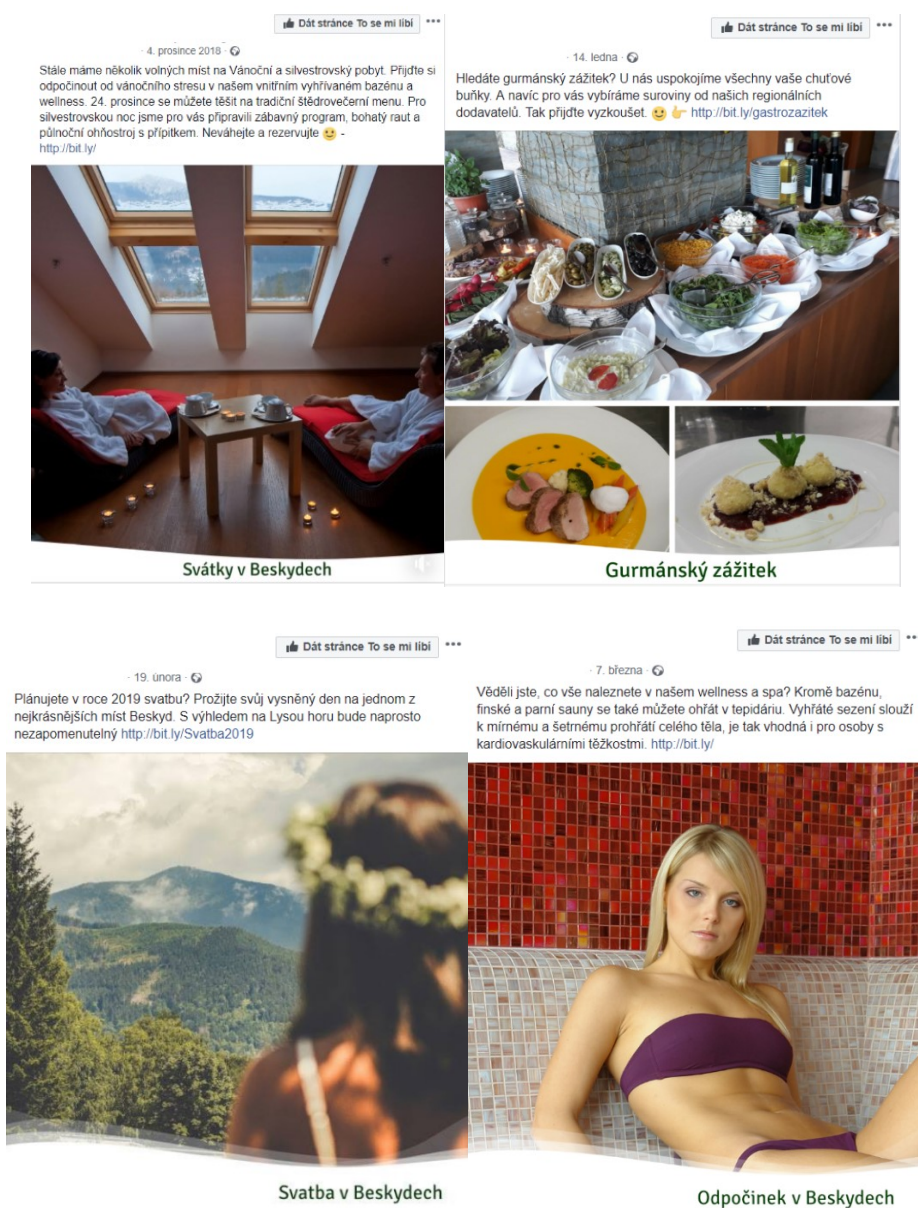 Dát stránce To se mi líbí •••
4. prosince 2018 ·
Stále máme několik volných míst na Vánoční a silvestrovský pobyt. Přijďte si
odpočinout od vánočního stresu v našem vnitřním vyhřívaném bazénu a
wellness. 24. prosince se můžete těšit na tradiční štědrovečerní menu. Pro
silvestrovskou noc jsme pro vás připravili zábavný program, bohatý raut a
půlnoční ohňostroj s přípitkem. Neváhejte a rezervujte 🙂 -
http://bit.ly/
Svátky v Beskydech
Dát stránce To se mi líbí •••
14. ledna ·
Hledáte gurmánský zážitek? U nás uspokojíme všechny vaše chuťové
buňky. A navíc pro vás vybíráme suroviny od našich regionálních
dodavatelů. Tak přijďte vyzkoušet. 🙂 👉 http://bit.ly/gastrozazitek
Gurmánský zážitek
Dát stránce To se mi líbí •••
· 19. února ·
Plánujete v roce 2019 svatbu? Prožijte svůj vysněný den na jednom z
nejkrásnějších míst Beskyd. S výhledem na Lysou horu bude naprosto
nezapomenutelný http://bit.ly/Svatba2019
Svatba v Beskydech
Dát stránce To se mi líbí •••
· 7. března ·
Věděli jste, co vše naleznete v našem wellness a spa? Kromě bazénu,
finské a parní sauny se také můžete ohřát v tepidáriu. Vyhřáté sezení slouží
k mírnému a šetrnému prohřátí celého těla, je tak vhodná i pro osoby s
kardiovaskulárními těžkostmi. http://bit.ly/
Odpočinek v Beskydech